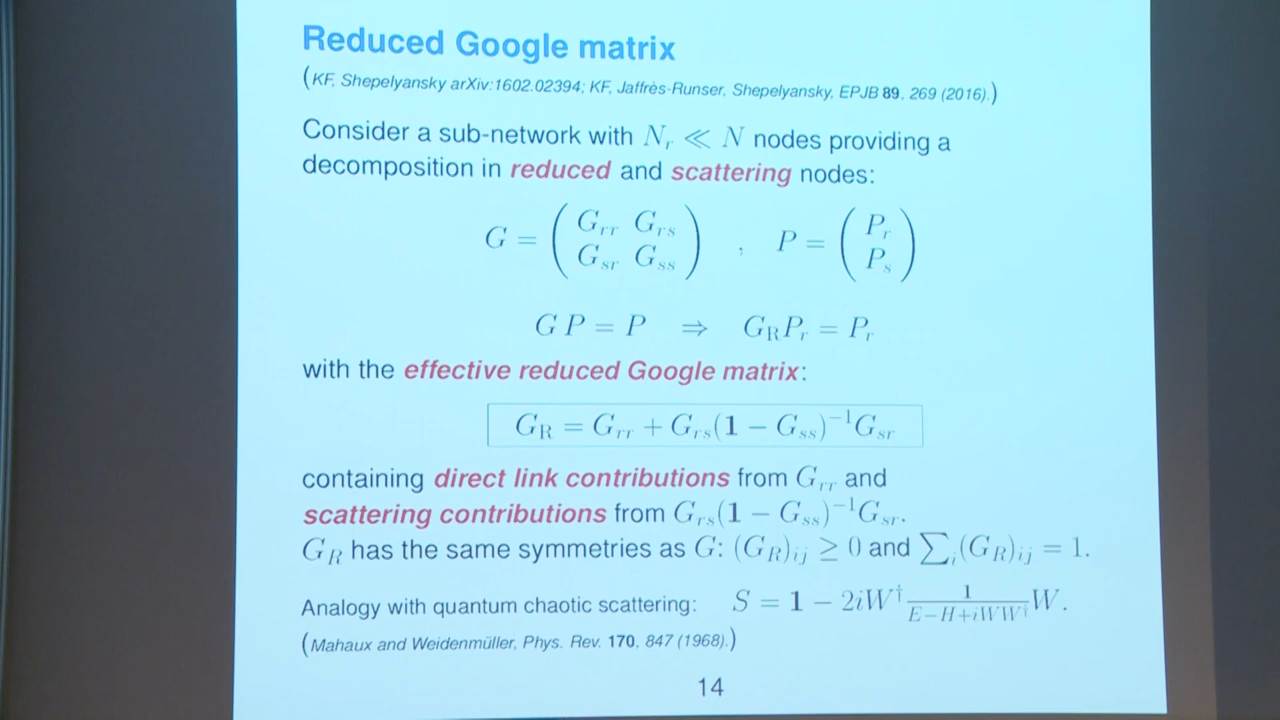 Reduced Google matrix
(KF, Shepelyansky arXiv:1602.02394; KF, Jaffrès-Runser, Shepelyansky, EPJB 89, 269 (2016).)
Consider a sub-network with N_r ≪ N nodes providing a
decomposition in reduced and scattering nodes:
G = ( G_rr G_rs
G_sr G_ss ) , P = ( P_r
P_s )
G P = P ⇒ G_R P_r = P_r
with the effective reduced Google matrix:
G_R = G_rr + G_rs(1 − G_ss)^−1 G_sr
containing direct link contributions from G_rr and
scattering contributions from G_rs(1 − G_ss)^−1 G_sr.
G_R has the same symmetries as G: (G_R)_ij ≥ 0 and ∑_i(G_R)_ij = 1.
Analogy with quantum chaotic scattering: S = 1 − 2iW† 1/(E−H+iWW†) W.
(Mahaux and Weidenmüller, Phys. Rev. 170, 847 (1968).)
14